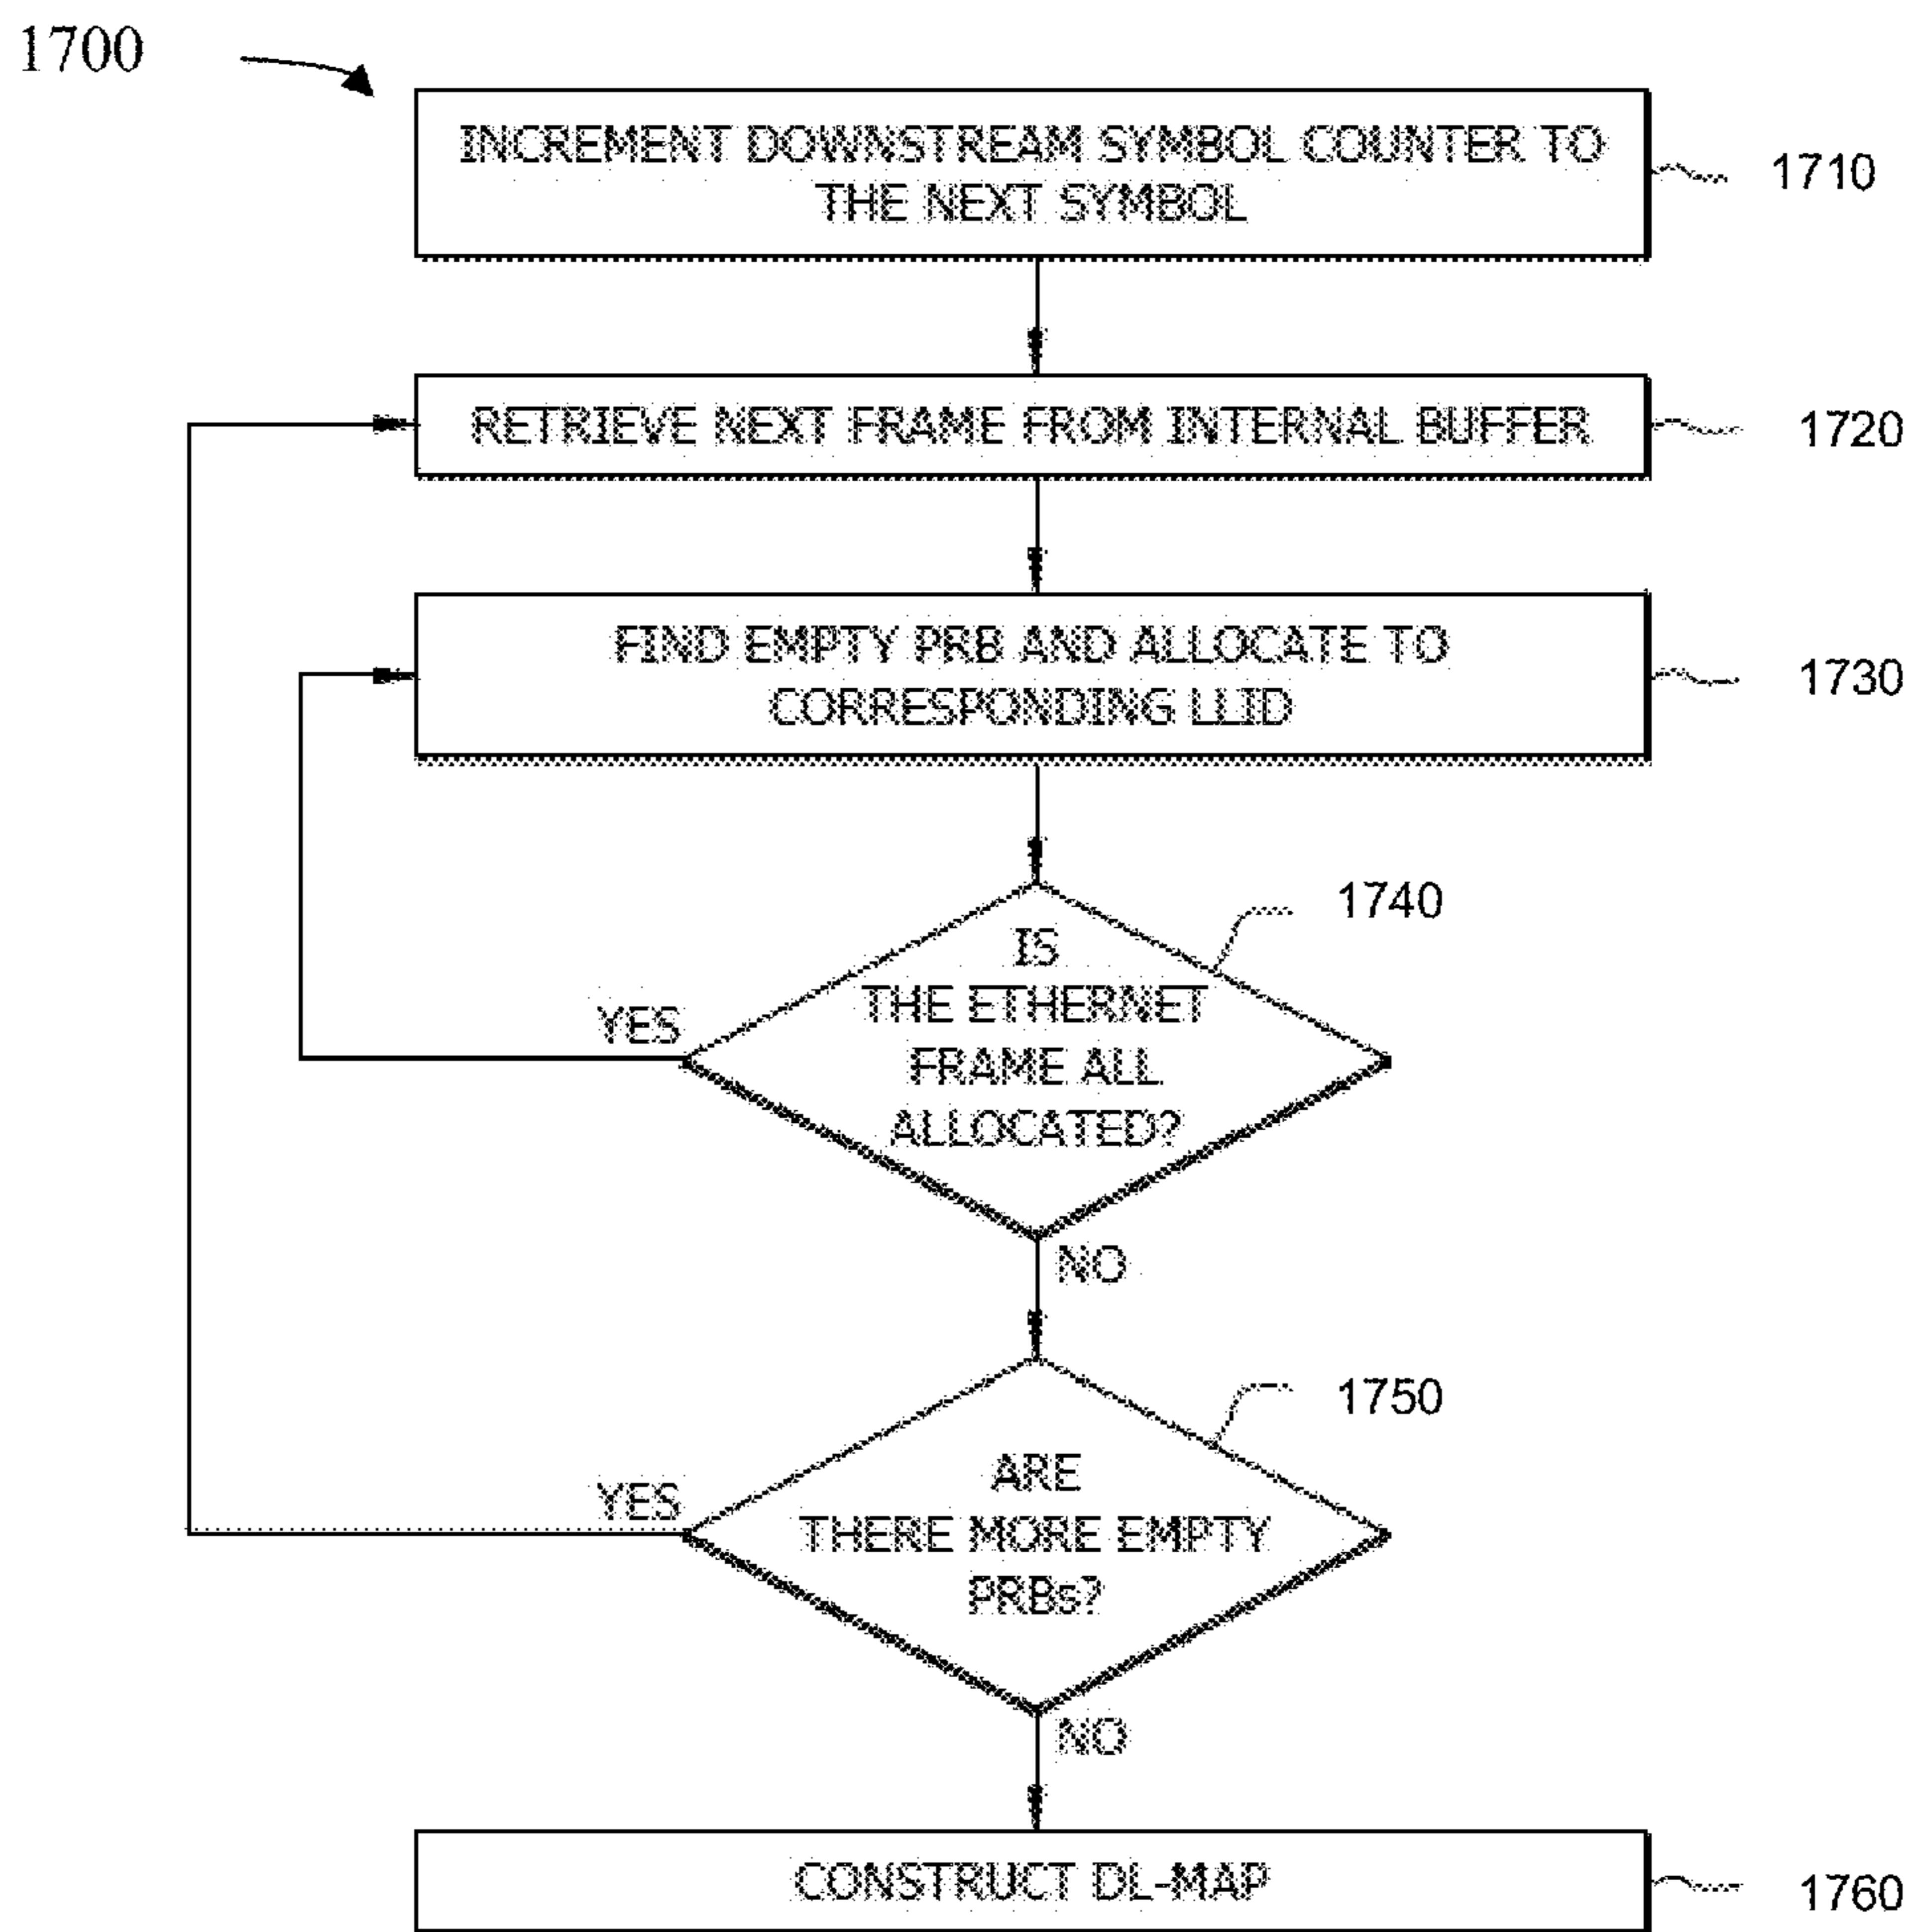 1700
INCREMENT DOWNSTREAM SYMBOL COUNTER TO
THE NEXT SYMBOL
1710
RETRIEVE NEXT FRAME FROM INTERNAL BUFFER
1720
FIND EMPTY PRB AND ALLOCATE TO
CORRESPONDING LLID
1730
1740
IS
THE ETHERNET
FRAME ALL
ALLOCATED?
YES
NO
1750
ARE
THERE MORE EMPTY
PRBs?
YES
NO
CONSTRUCT DL-MAP
1760